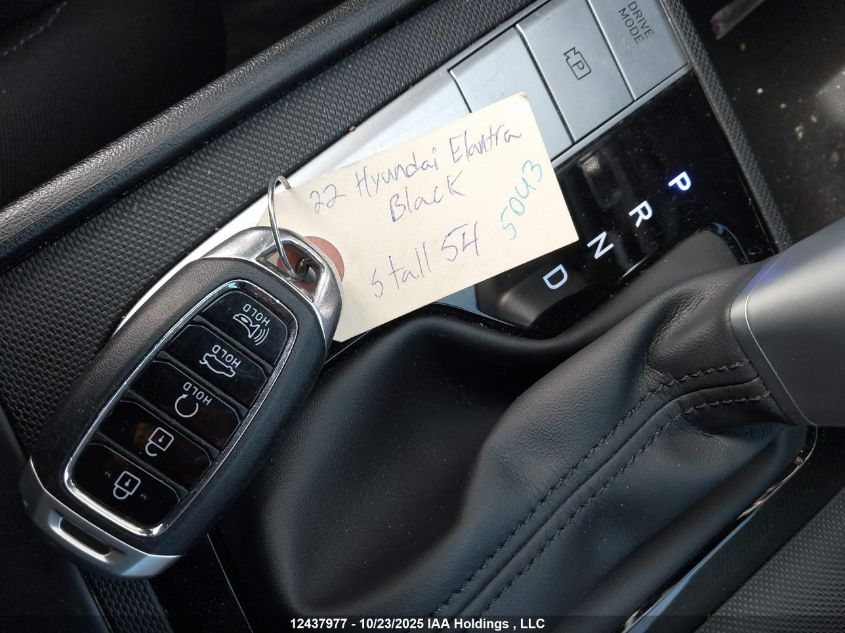 DRIVE
MODE
P
22 Hyundai Elantra
Black
Stall 54 5043
P
R
N
D
HOLD
HOLD
HOLD
12437977 - 10/23/2025 IAA Holdings , LLC